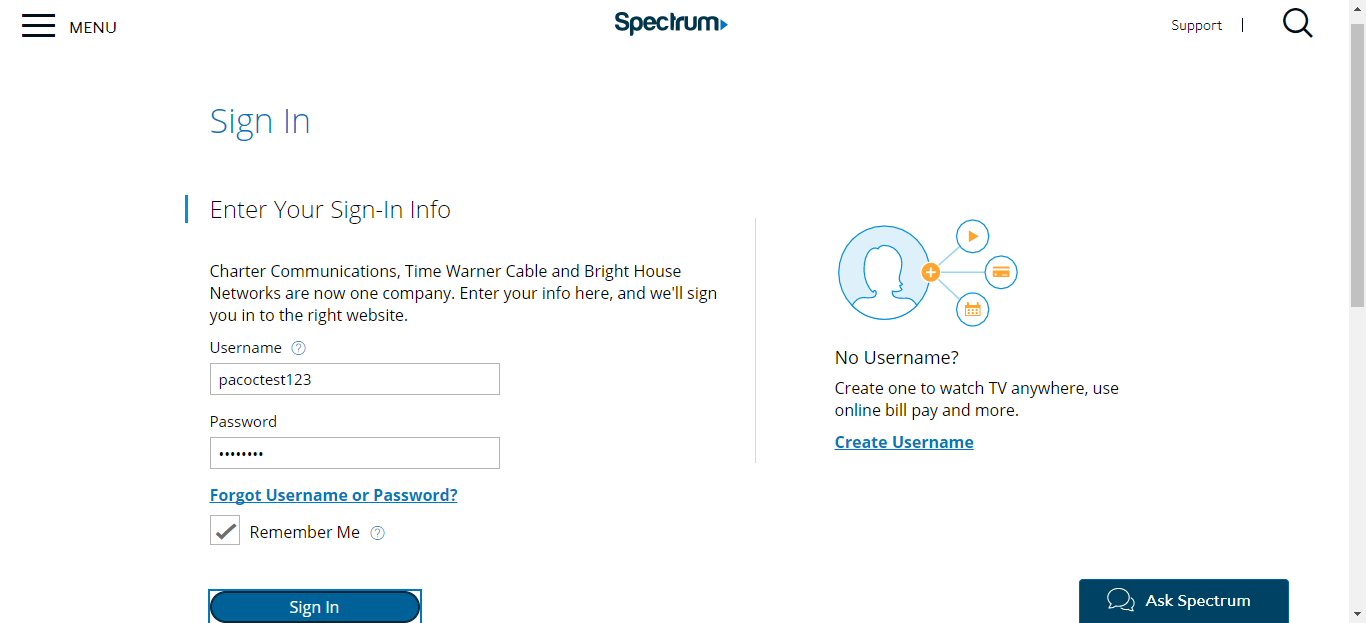 MENU
Spectrum
Support |
Sign In
Enter Your Sign-In Info
Charter Communications, Time Warner Cable and Bright House
Networks are now one company. Enter your info here, and we'll sign
you in to the right website.
Username ?
pacoctest123
Password
••••••••
Forgot Username or Password?
Remember Me ?
Sign In
No Username?
Create one to watch TV anywhere, use
online bill pay and more.
Create Username
Ask Spectrum